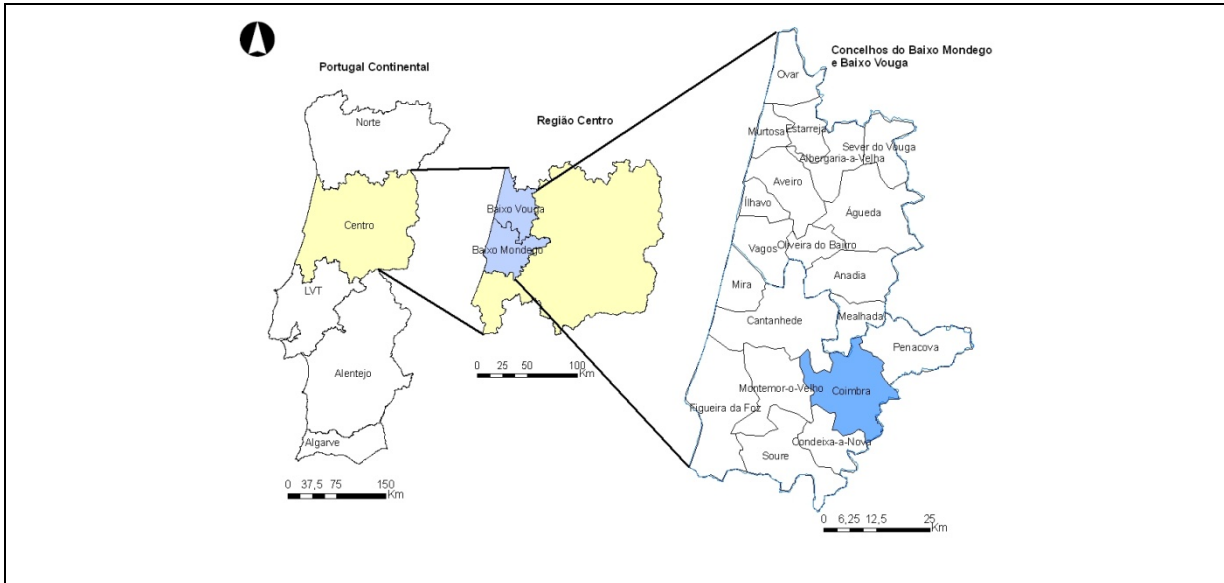 Portugal Continental
Norte
Centro
LVT
Alentejo
Algarve
0 37,5 75 150
Km
Região Centro
Baixo Vouga
Baixo Mondego
0 25 50 100
Km
Concelhos do Baixo Mondego
e Baixo Vouga
Ovar
Murtosa
Estarreja
Sever do Vouga
Albergaria-a-Velha
Aveiro
Ílhavo
Águeda
Vagos
Oliveira do Bairro
Anadia
Mira
Cantanhede
Mealhada
Penacova
Montemor-o-Velho
Coimbra
Figueira da Foz
Condeixa-a-Nova
Soure
0 6,25 12,5 25
Km